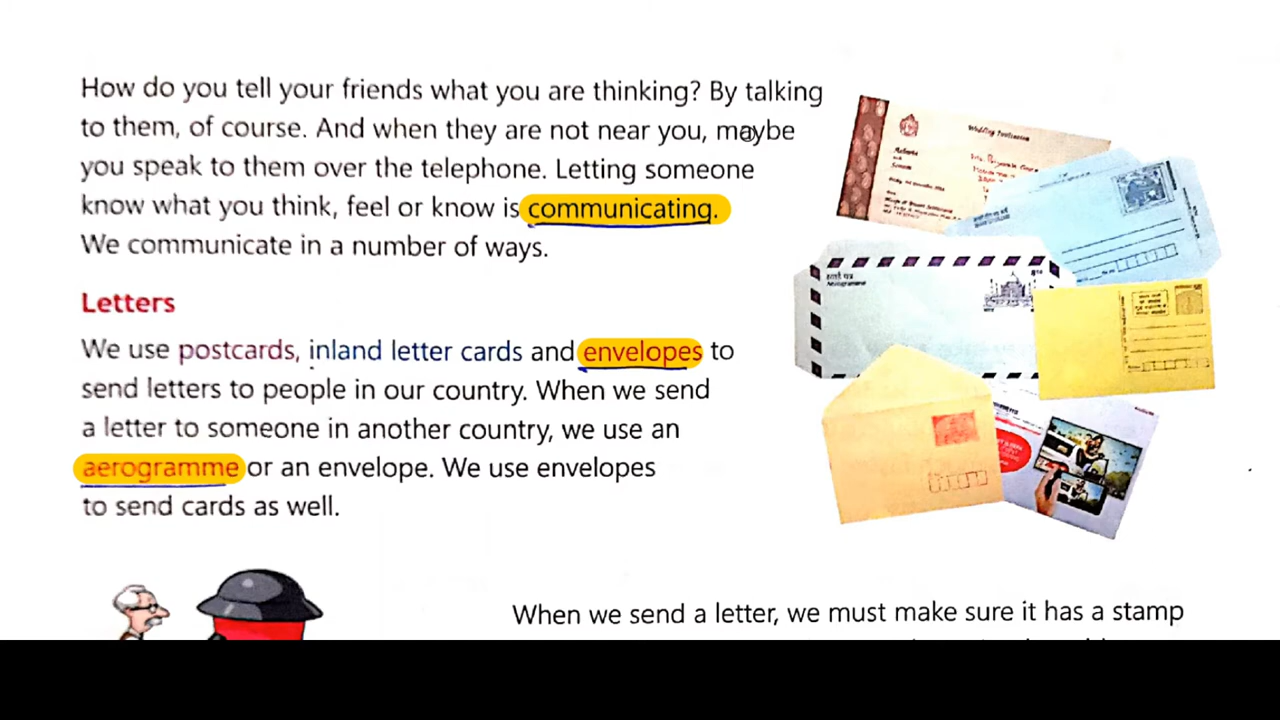 How do you tell your friends what you are thinking? By talking
to them, of course. And when they are not near you, maybe
you speak to them over the telephone. Letting someone
know what you think, feel or know is communicating.
We communicate in a number of ways.
Letters
We use postcards, inland letter cards and envelopes to
send letters to people in our country. When we send
a letter to someone in another country, we use an
aerogramme or an envelope. We use envelopes
to send cards as well.
Wedding Invitation
When we send a letter, we must make sure it has a stamp